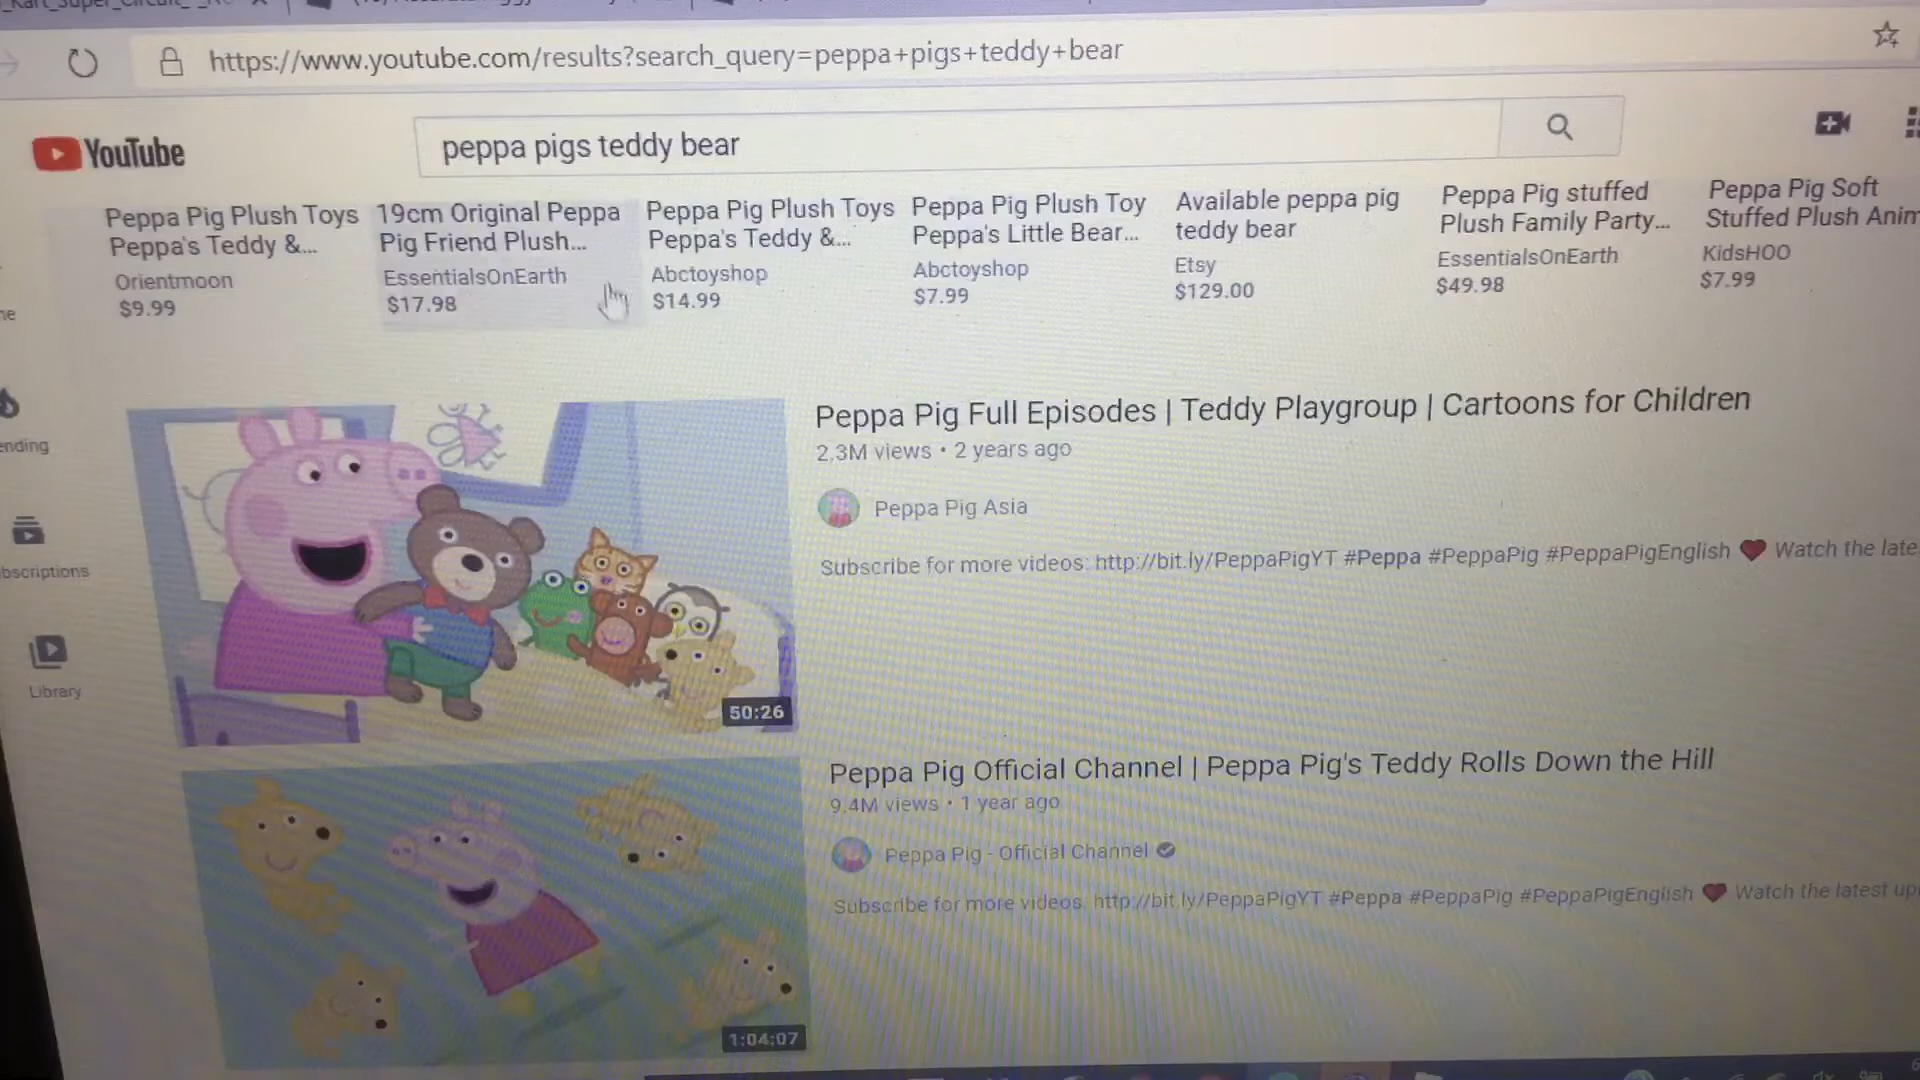 https://www.youtube.com/results?search_query=peppa+pigs+teddy+bear
YouTube
peppa pigs teddy bear
Peppa Pig Plush Toys
Peppa's Teddy &...
Orientmoon
$9.99
19cm Original Peppa
Pig Friend Plush...
EssentialsOnEarth
$17.98
Peppa Pig Plush Toys
Peppa's Teddy &...
Abctoyshop
$14.99
Peppa Pig Plush Toy
Peppa's Little Bear...
Abctoyshop
$7.99
Available peppa pig
teddy bear
Etsy
$129.00
Peppa Pig stuffed
Plush Family Party...
EssentialsOnEarth
$49.98
Peppa Pig Soft
Stuffed Plush Anim
KidsHOO
$7.99
me
ending
bscriptions
Library
50:26
Peppa Pig Full Episodes | Teddy Playgroup | Cartoons for Children
2.3M views • 2 years ago
Peppa Pig Asia
Subscribe for more videos: http://bit.ly/PeppaPigYT #Peppa #PeppaPig #PeppaPigEnglish ❤ Watch the late
1:04:07
Peppa Pig Official Channel | Peppa Pig's Teddy Rolls Down the Hill
9.4M views • 1 year ago
Peppa Pig - Official Channel
Subscribe for more videos: http://bit.ly/PeppaPigYT #Peppa #PeppaPig #PeppaPigEnglish ❤ Watch the latest up